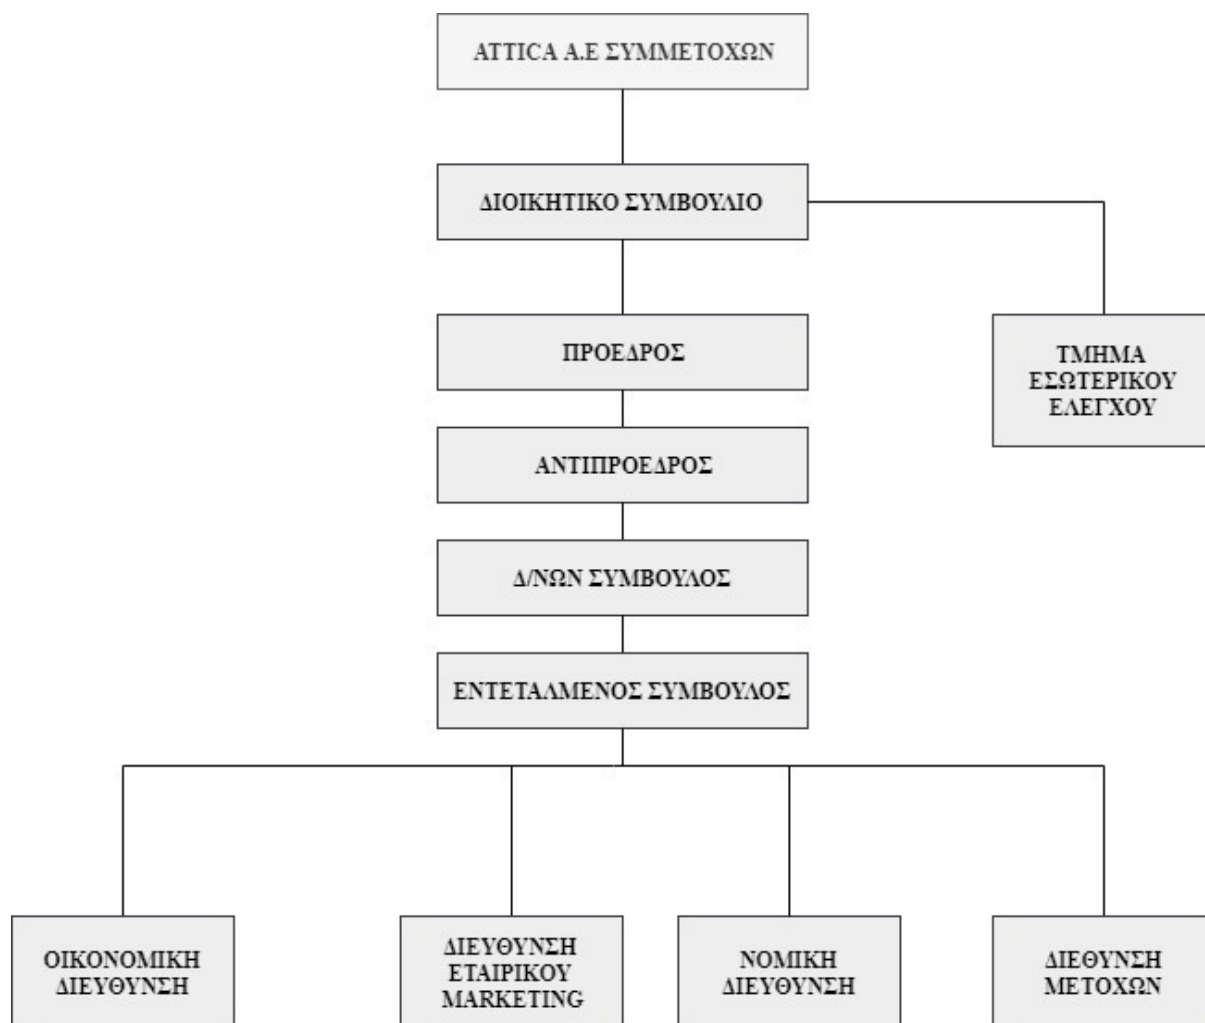 ATTICA Α.Ε ΣΥΜΜΕΤΟΧΩΝ
ΔΙΟΙΚΗΤΙΚΟ ΣΥΜΒΟΥΛΙΟ
ΠΡΟΕΔΡΟΣ
ΤΜΗΜΑ
ΕΣΩΤΕΡΙΚΟΥ
ΕΛΕΓΧΟΥ
ΑΝΤΙΠΡΟΕΔΡΟΣ
Δ/ΝΩΝ ΣΥΜΒΟΥΛΟΣ
ΕΝΤΕΤΑΛΜΕΝΟΣ ΣΥΜΒΟΥΛΟΣ
ΟΙΚΟΝΟΜΙΚΗ
ΔΙΕΥΘΥΝΣΗ
ΔΙΕΥΘΥΝΣΗ
ΕΤΑΙΡΙΚΟΥ
MARKETING
ΝΟΜΙΚΗ
ΔΙΕΥΘΥΝΣΗ
ΔΙΕΘΥΝΣΗ
ΜΕΤΟΧΩΝ